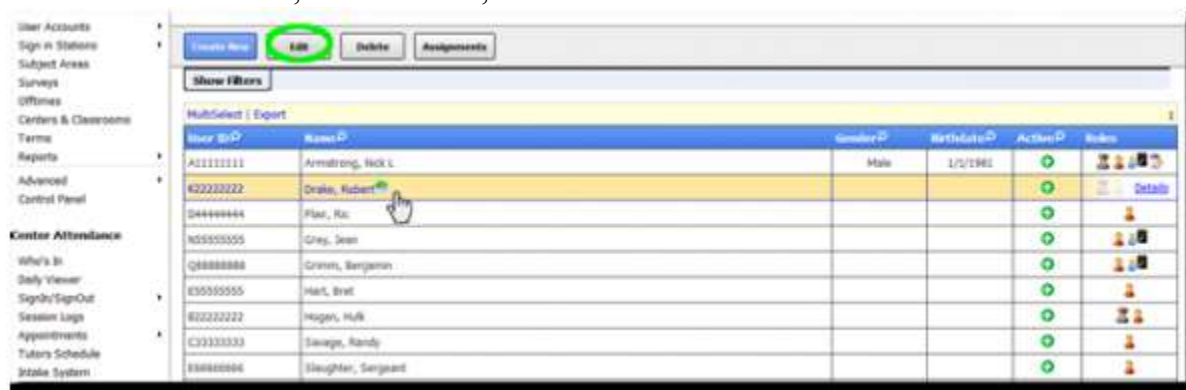 User Accounts
Sign in Stations
Subject Areas
Surveys
Offtimes
Centers & Classrooms
Terms
Reports
Advanced
Control Panel
Center Attendance
Who's In
Daily Viewer
SignIn/SignOut
Session Logs
Appointments
Tutors Schedule
Intake System
Create New Edit Delete Assignments
Show Filters
MultiSelect | Export 1
User ID Name Gender Birthdate Active Roles
A11111111 Armstrong, Nick L Male 1/1/1981
Drake, Robert Details
D44444444 Flair, Ric
N55555555 Grey, Jean
Q88888888 Grimm, Benjamin
E55555555 Hart, Bret
Hogan, Hulk
C33333333 Savage, Randy
Slaughter, Sergeant